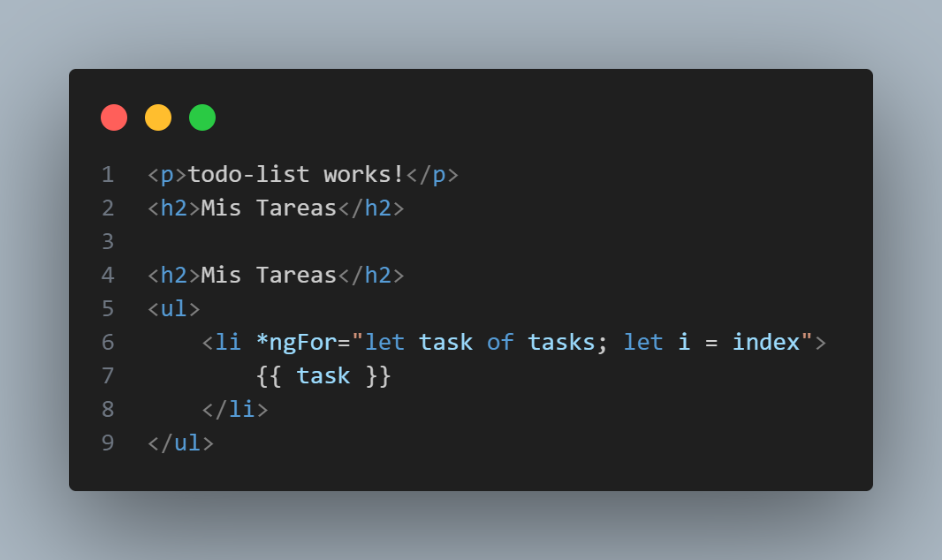 1 <p>todo-list works!</p>
2 <h2>Mis Tareas</h2>
3
4 <h2>Mis Tareas</h2>
5 <ul>
6     <li *ngFor="let task of tasks; let i = index">
7         {{ task }}
8     </li>
9 </ul>